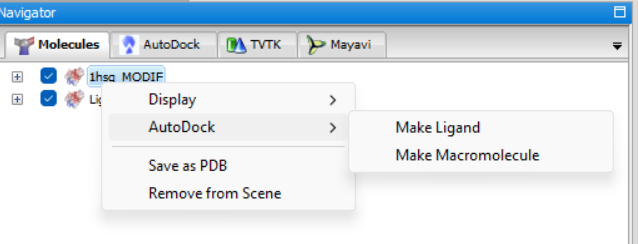 Navigator
Molecules AutoDock TVTK Mayavi
1hsg_MODIF
Display
AutoDock
Make Ligand
Make Macromolecule
Save as PDB
Remove from Scene